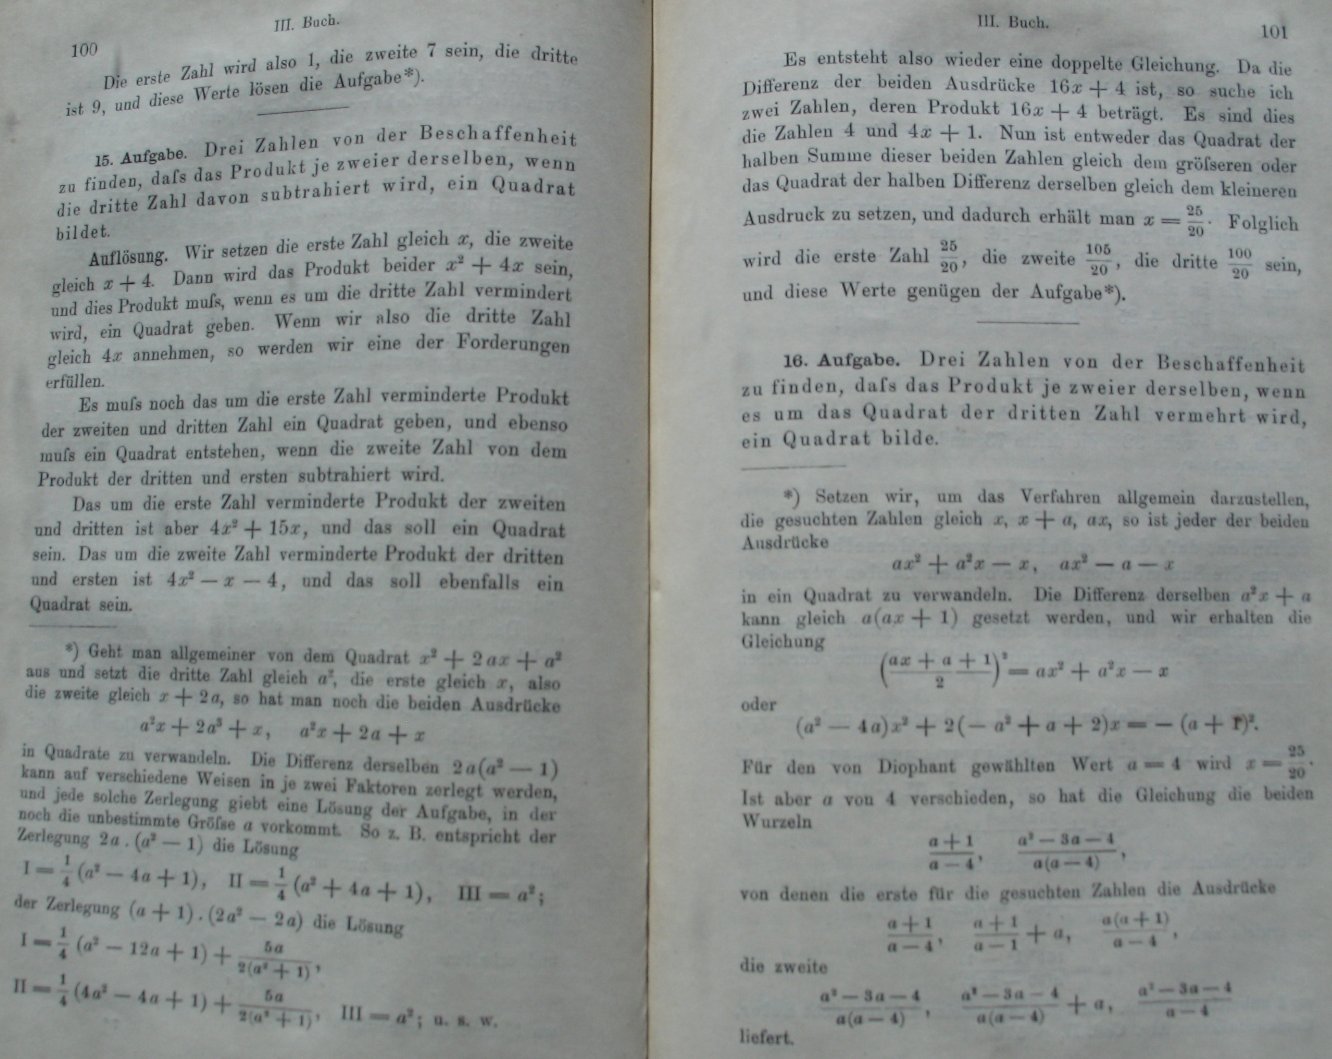 100
III. Buch.
Die erste Zahl wird also 1, die zweite 7 sein, die dritte
ist 9, und diese Werte lösen die Aufgabe*).
15. Aufgabe. Drei Zahlen von der Beschaffenheit
zu finden, daſs das Produkt je zweier derselben, wenn
die dritte Zahl davon subtrahiert wird, ein Quadrat
bildet.
Auflösung. Wir setzen die erste Zahl gleich x, die zweite
gleich x + 4. Dann wird das Produkt beider x² + 4x sein,
und dies Produkt muſs, wenn es um die dritte Zahl vermindert
wird, ein Quadrat geben. Wenn wir also die dritte Zahl
gleich 4x annehmen, so werden wir eine der Forderungen
erfüllen.
Es muſs noch das um die erste Zahl verminderte Produkt
der zweiten und dritten Zahl ein Quadrat geben, und ebenso
muſs ein Quadrat entstehen, wenn die zweite Zahl von dem
Produkt der dritten und ersten subtrahiert wird.
Das um die erste Zahl verminderte Produkt der zweiten
und dritten ist aber 4x² + 15x, und das soll ein Quadrat
sein. Das um die zweite Zahl verminderte Produkt der dritten
und ersten ist 4x² — x — 4, und das soll ebenfalls ein
Quadrat sein.
*) Geht man allgemeiner von dem Quadrat x² + 2ax + a²
aus und setzt die dritte Zahl gleich a², die erste gleich x, also
die zweite gleich x + 2a, so hat man noch die beiden Ausdrücke
a²x + 2a³ + x, a²x + 2a + x
in Quadrate zu verwandeln. Die Differenz derselben 2a(a² — 1)
kann auf verschiedene Weisen in je zwei Faktoren zerlegt werden,
und jede solche Zerlegung giebt eine Lösung der Aufgabe, in der
noch die unbestimmte Gröſse a vorkommt. So z. B. entspricht der
Zerlegung 2a . (a² — 1) die Lösung
I = 1/4 (a² — 4a + 1), II = 1/4 (a² + 4a + 1), III = a²;
der Zerlegung (a + 1) . (2a² — 2a) die Lösung
I = 1/4 (a² — 12a + 1) + 5a/2(a² + 1),
II = 1/4 (4a² — 4a + 1) + 5a/2(a² + 1), III = a²; u. s. w.
III. Buch.
101
Es entsteht also wieder eine doppelte Gleichung. Da die
Differenz der beiden Ausdrücke 16x + 4 ist, so suche ich
zwei Zahlen, deren Produkt 16x + 4 beträgt. Es sind dies
die Zahlen 4 und 4x + 1. Nun ist entweder das Quadrat der
halben Summe dieser beiden Zahlen gleich dem gröſseren oder
das Quadrat der halben Differenz derselben gleich dem kleineren
Ausdruck zu setzen, und dadurch erhält man x = 25/20. Folglich
wird die erste Zahl 25/20, die zweite 105/20, die dritte 100/20 sein,
und diese Werte genügen der Aufgabe*).
16. Aufgabe. Drei Zahlen von der Beschaffenheit
zu finden, daſs das Produkt je zweier derselben, wenn
es um das Quadrat der dritten Zahl vermehrt wird,
ein Quadrat bilde.
*) Setzen wir, um das Verfahren allgemein darzustellen,
die gesuchten Zahlen gleich x, x + a, ax, so ist jeder der beiden
Ausdrücke
ax² + a²x — x, ax² — a — x
in ein Quadrat zu verwandeln. Die Differenz derselben a²x + a
kann gleich a(ax + 1) gesetzt werden, und wir erhalten die
Gleichung
((ax + a + 1)/2)² = ax² + a²x — x
oder
(a² — 4a)x² + 2(— a² + a + 2)x = — (a + 1)².
Für den von Diophant gewählten Wert a = 4 wird x = 25/20.
Ist aber a von 4 verschieden, so hat die Gleichung die beiden
Wurzeln
(a + 1)/(a — 4), (a² — 3a — 4)/(a(a — 4)),
von denen die erste für die gesuchten Zahlen die Ausdrücke
(a + 1)/(a — 4), (a + 1)/(a — 1) + a, a(a + 1)/(a — 4),
die zweite
(a² — 3a — 4)/(a(a — 4)), (a² — 3a — 4)/(a(a — 4)) + a, (a² — 3a — 4)/(a — 4)
liefert.